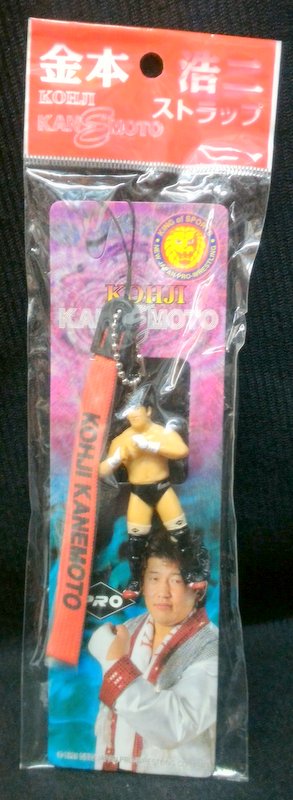 金本 浩二
KOHJI
KANEMOTO
ストラップ
KING of SPORTS
NEW JAPAN PRO-WRESTLING
KOHJI
KANEMOTO
KOHJI KANEMOTO
PRO